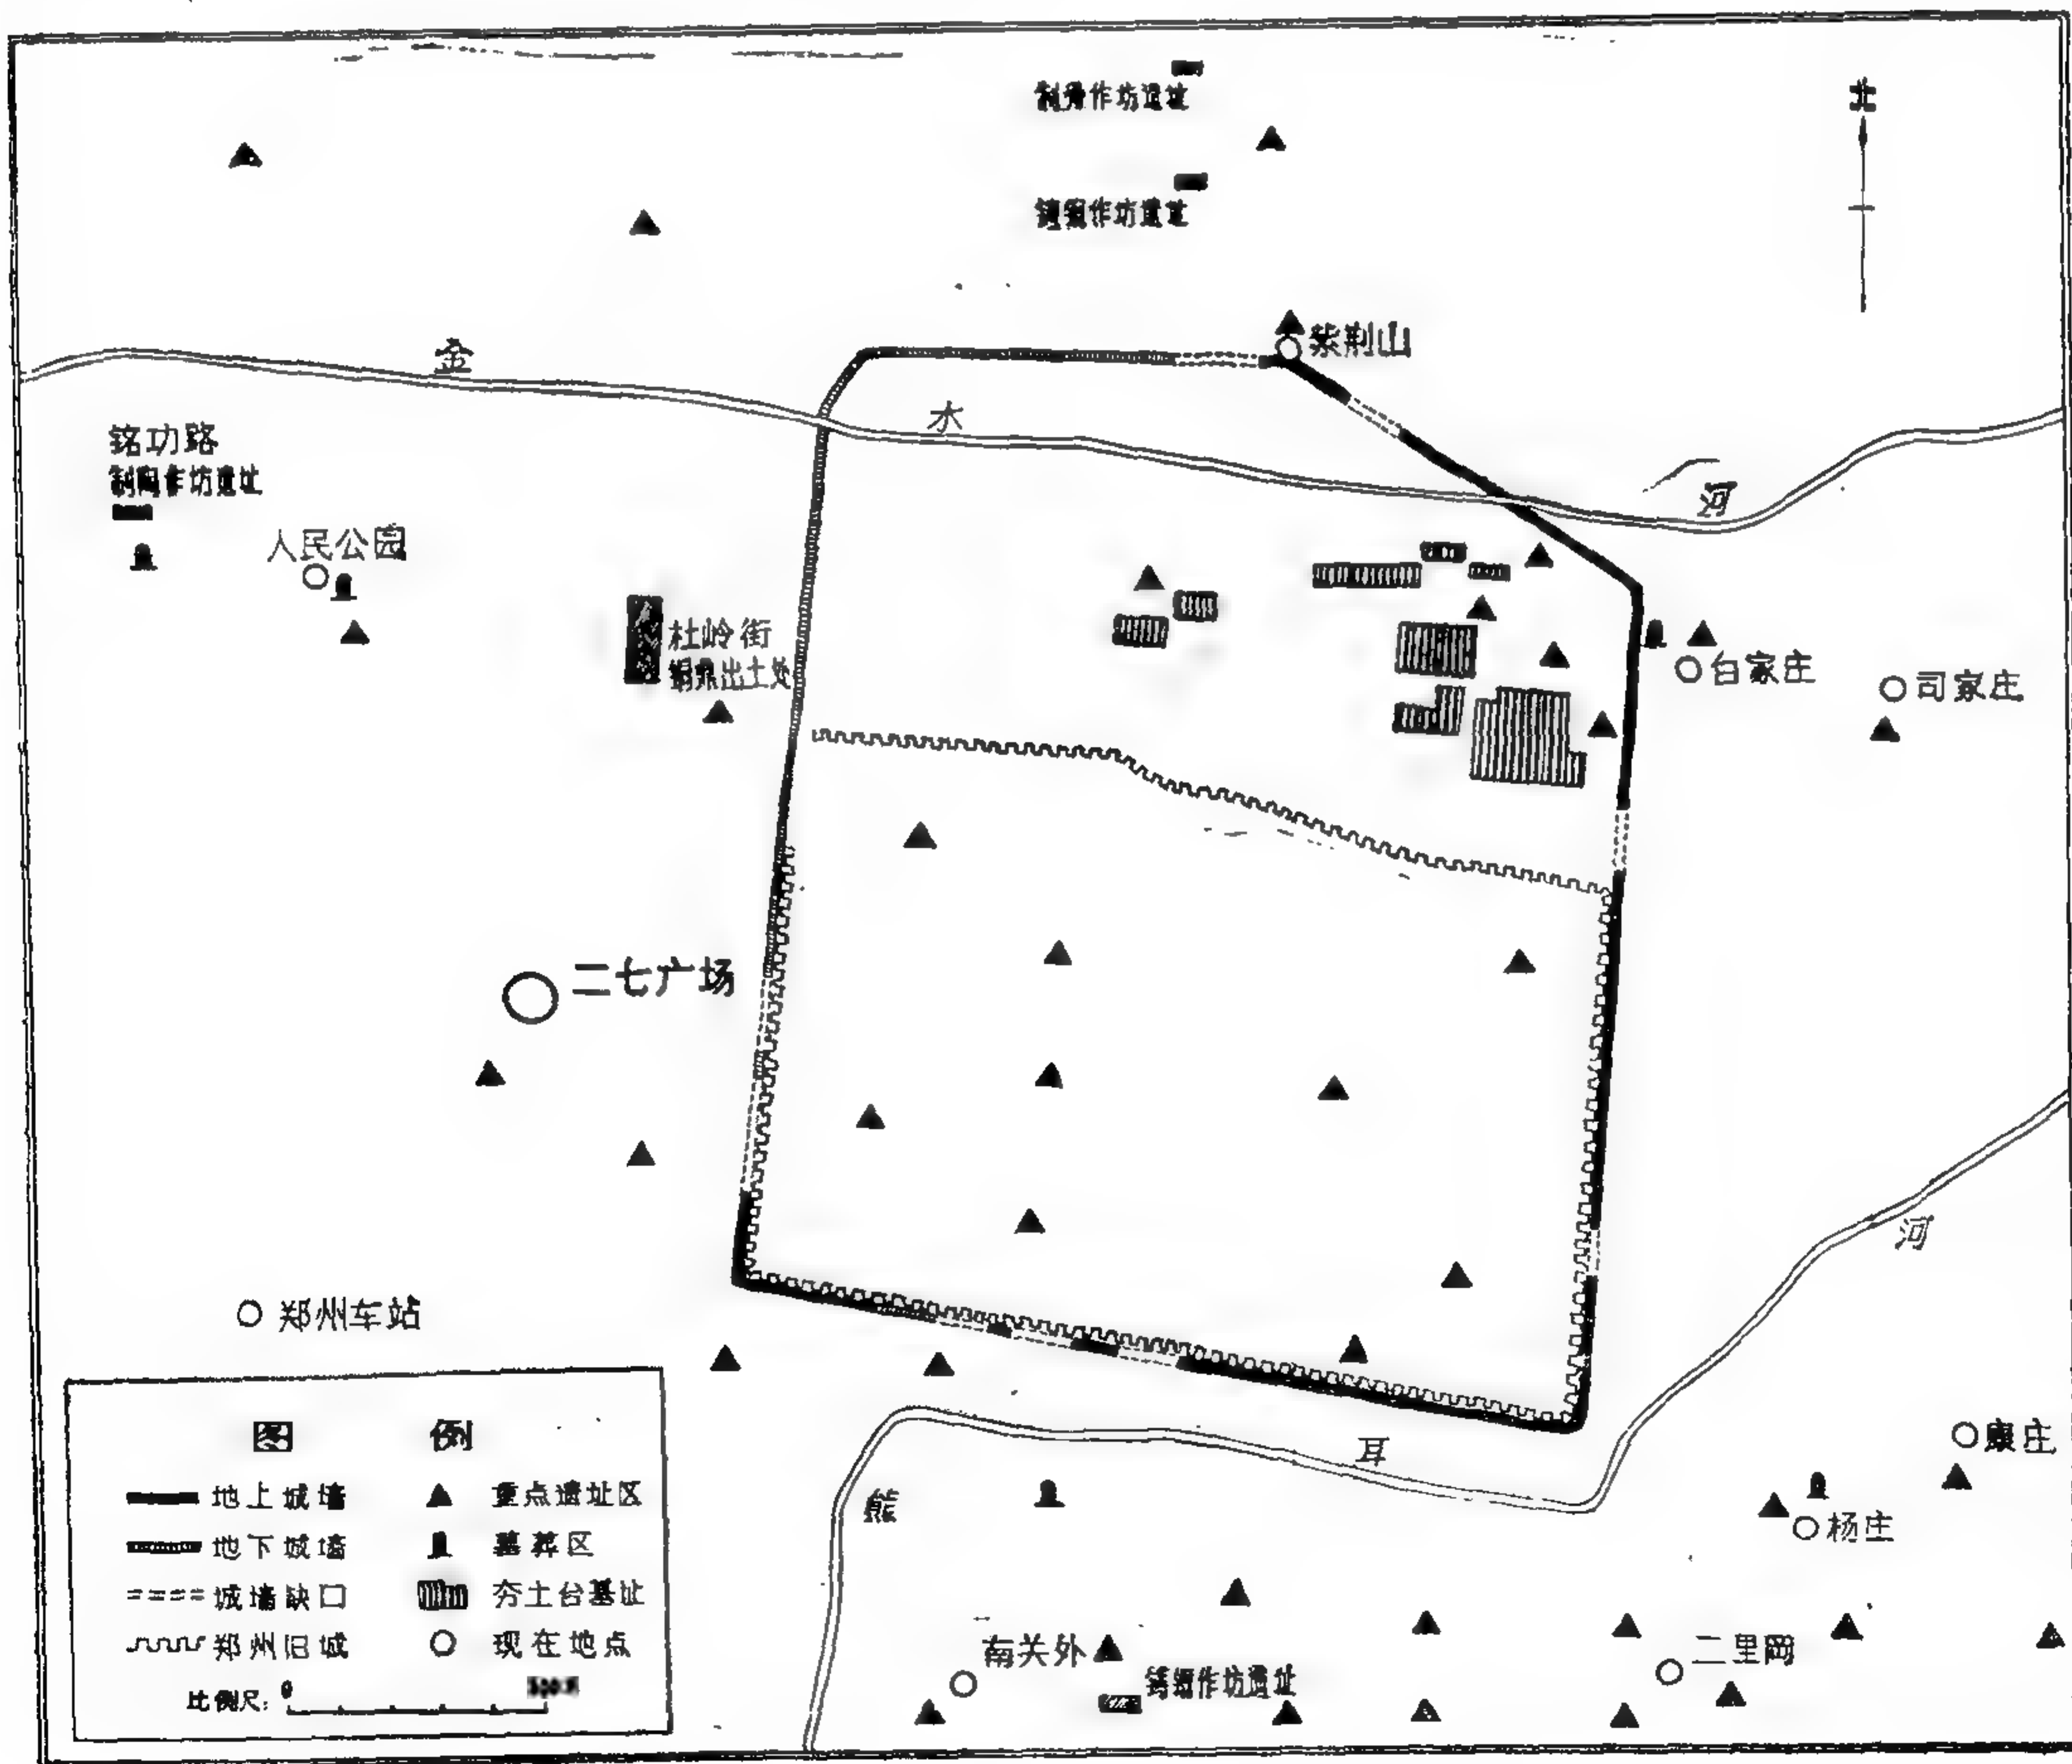 制骨作坊遗址
北
铸铜作坊遗址
紫荆山
金
水
河
铭功路
制陶作坊遗址
人民公园
杜岭街
铜鼎出土处
白家庄
司家庄
二七广场
河
郑州车站
图 例
地上城墙
重点遗址区
地下城墙
墓葬区
城墙缺口
夯土台基址
郑州旧城
现在地点
比例尺:
0
耳
熊
康庄
杨庄
南关外
铸铜作坊遗址
二里岡